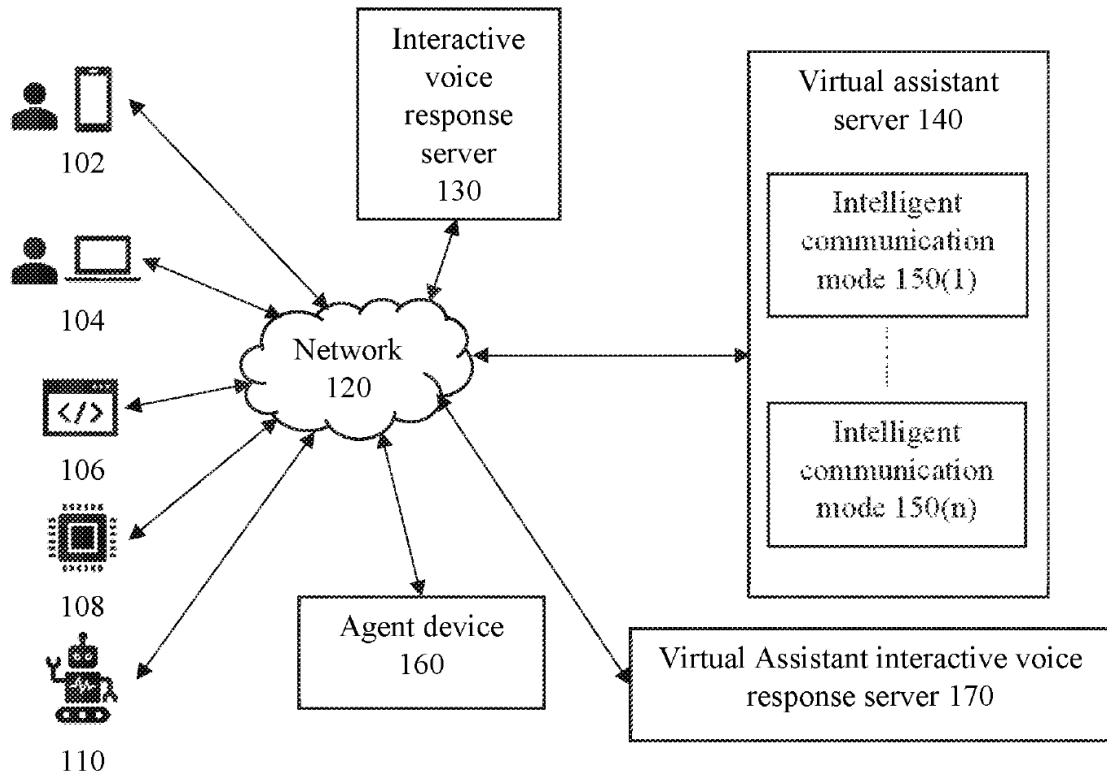 102
104
</>
106
108
110
Interactive
voice
response
server
130
Network
120
Agent device
160
Virtual assistant
server 140
Intelligent
communication
mode 150(1)
Intelligent
communication
mode 150(n)
Virtual Assistant interactive voice
response server 170